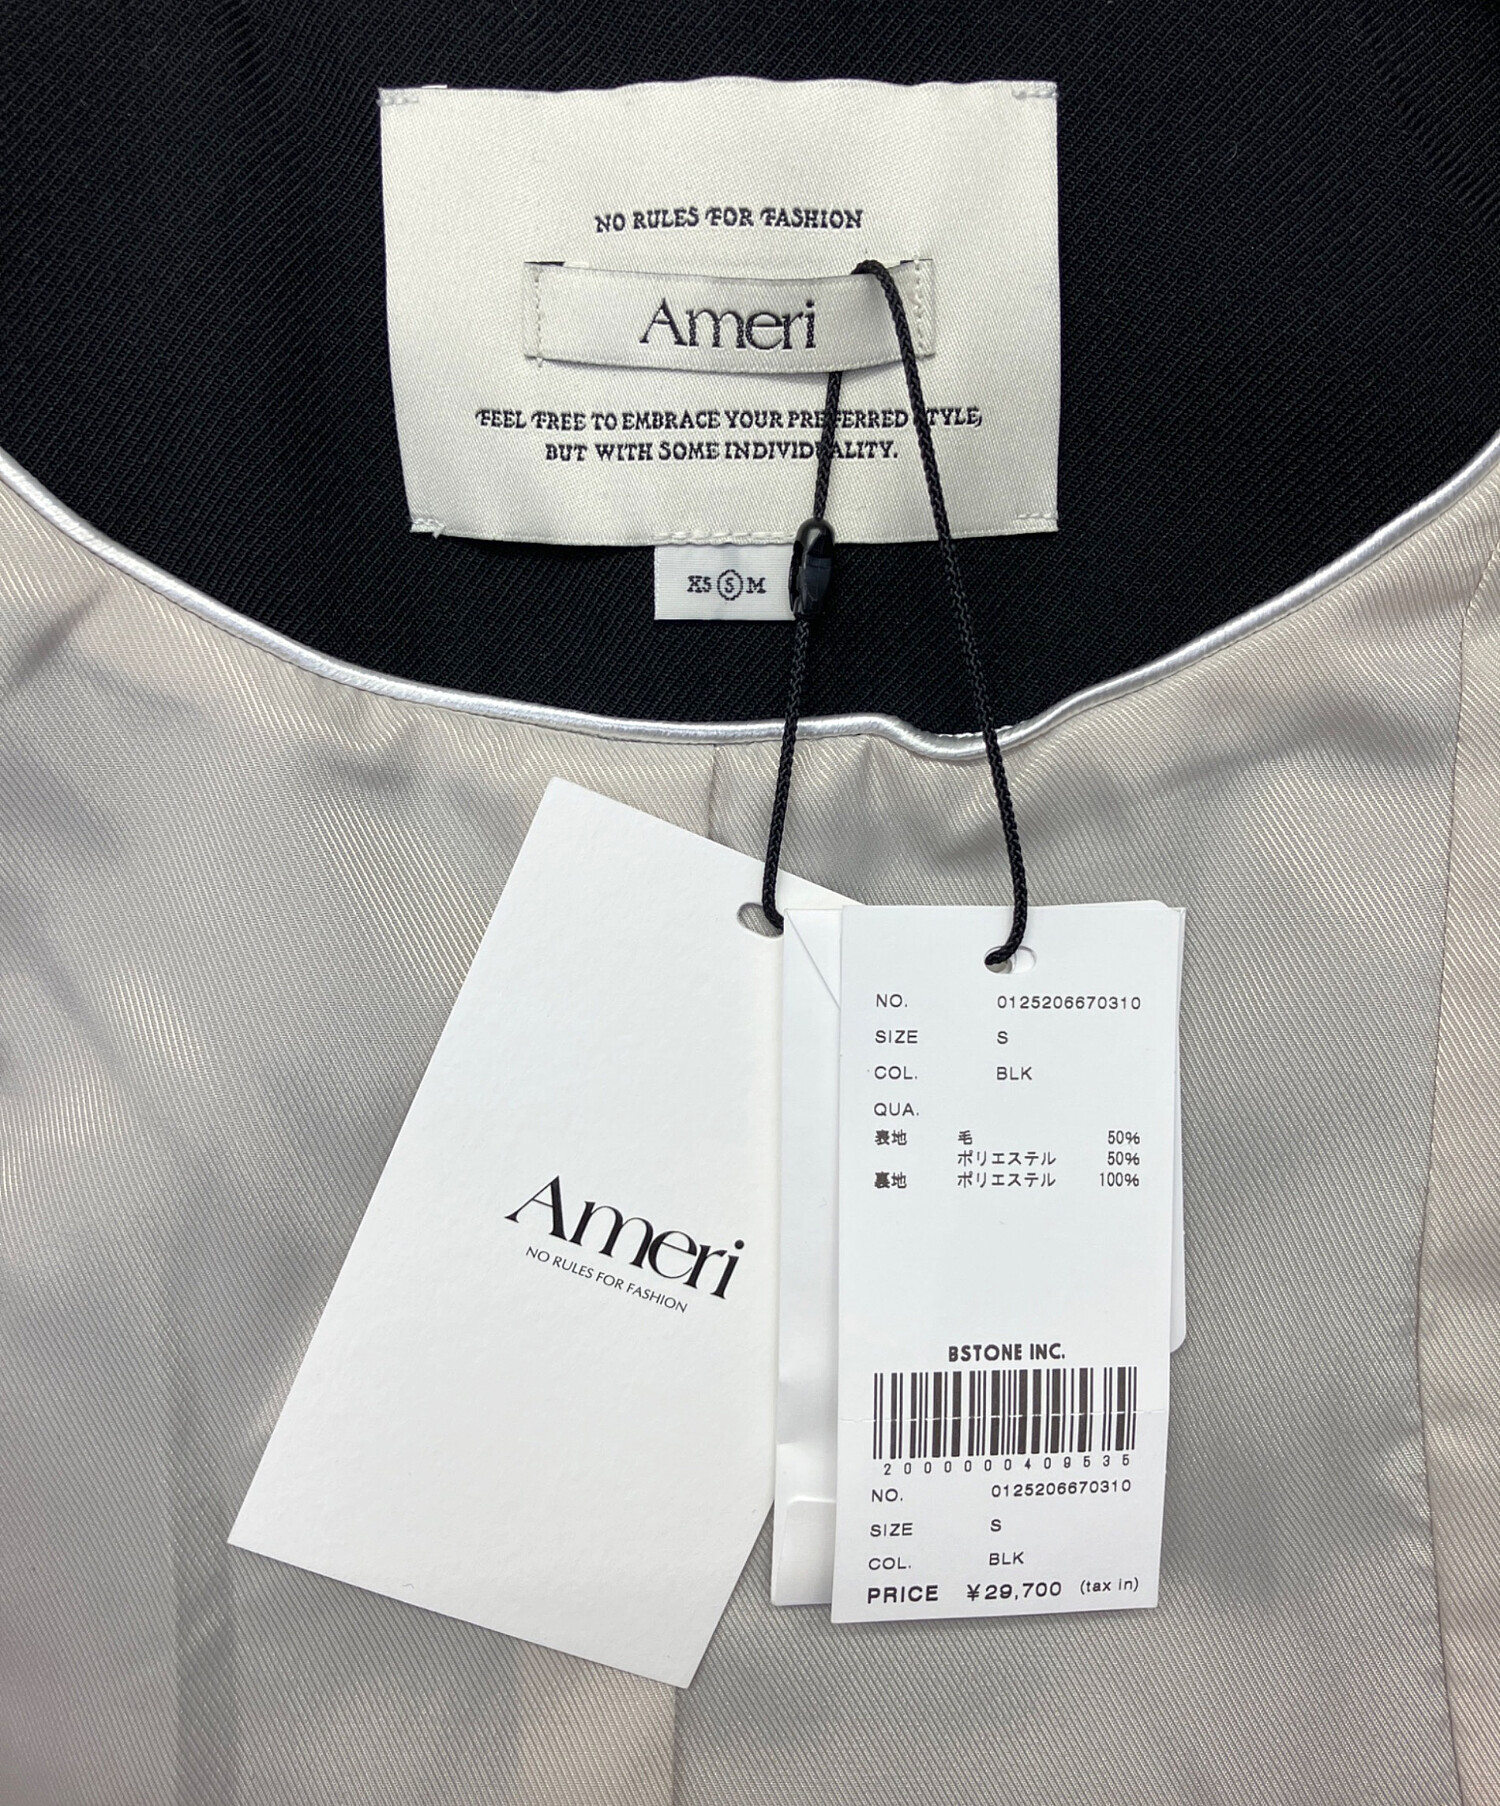 NO RULES FOR FASHION
Ameri
FEEL FREE TO EMBRACE YOUR PREFERRED STYLE,
BUT WITH SOME INDIVIDUALITY.
XS S M
Ameri
NO RULES FOR FASHION
NO. 0125206670310
SIZE S
COL. BLK
QUA.
表地 毛 50%
ポリエステル 50%
裏地 ポリエステル 100%
BSTONE INC.
2000000409535
NO. 0125206670310
SIZE S
COL. BLK
PRICE ¥29,700 (tax in)